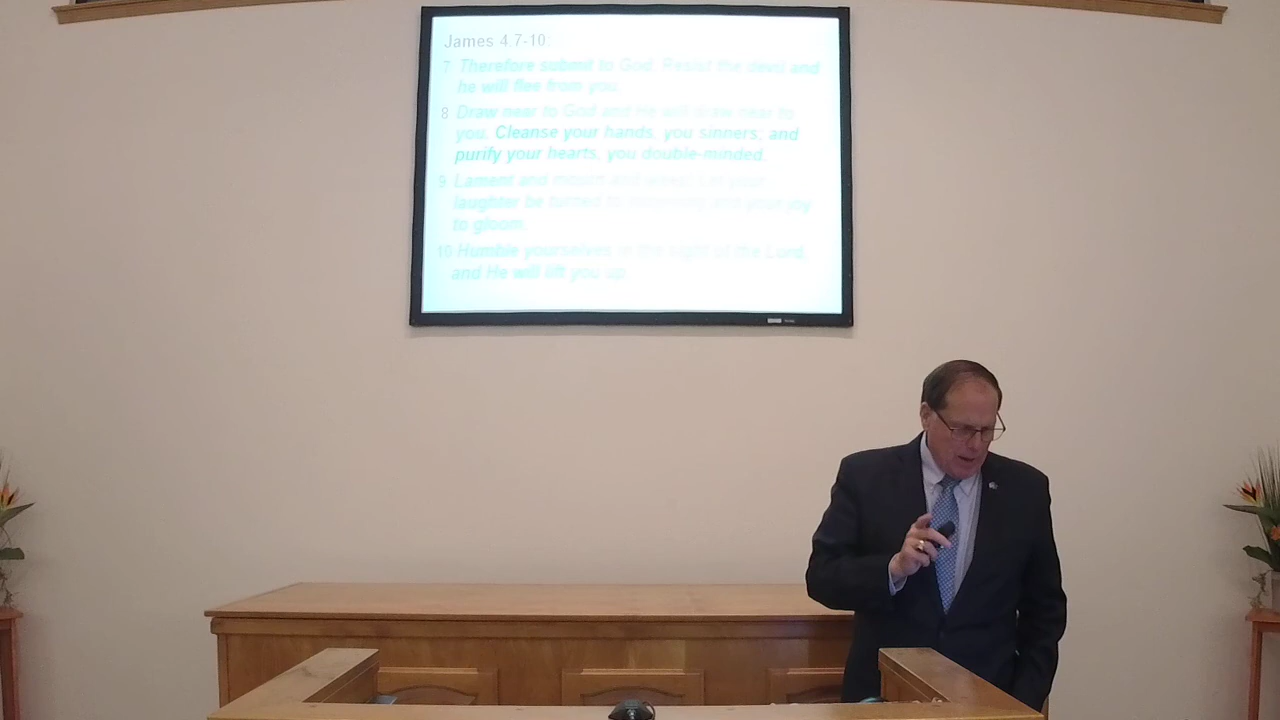 James 4 7-10:
7 Therefore submit to God. Resist the devil and
he will flee from you.
8 Draw near to God and He will draw near to
you. Cleanse your hands, you sinners; and
purify your hearts, you double-minded.
9 Lament and mourn and weep! Let your
laughter be turned to mourning and your joy
to gloom.
10 Humble yourselves in the sight of the Lord,
and He will lift you up.